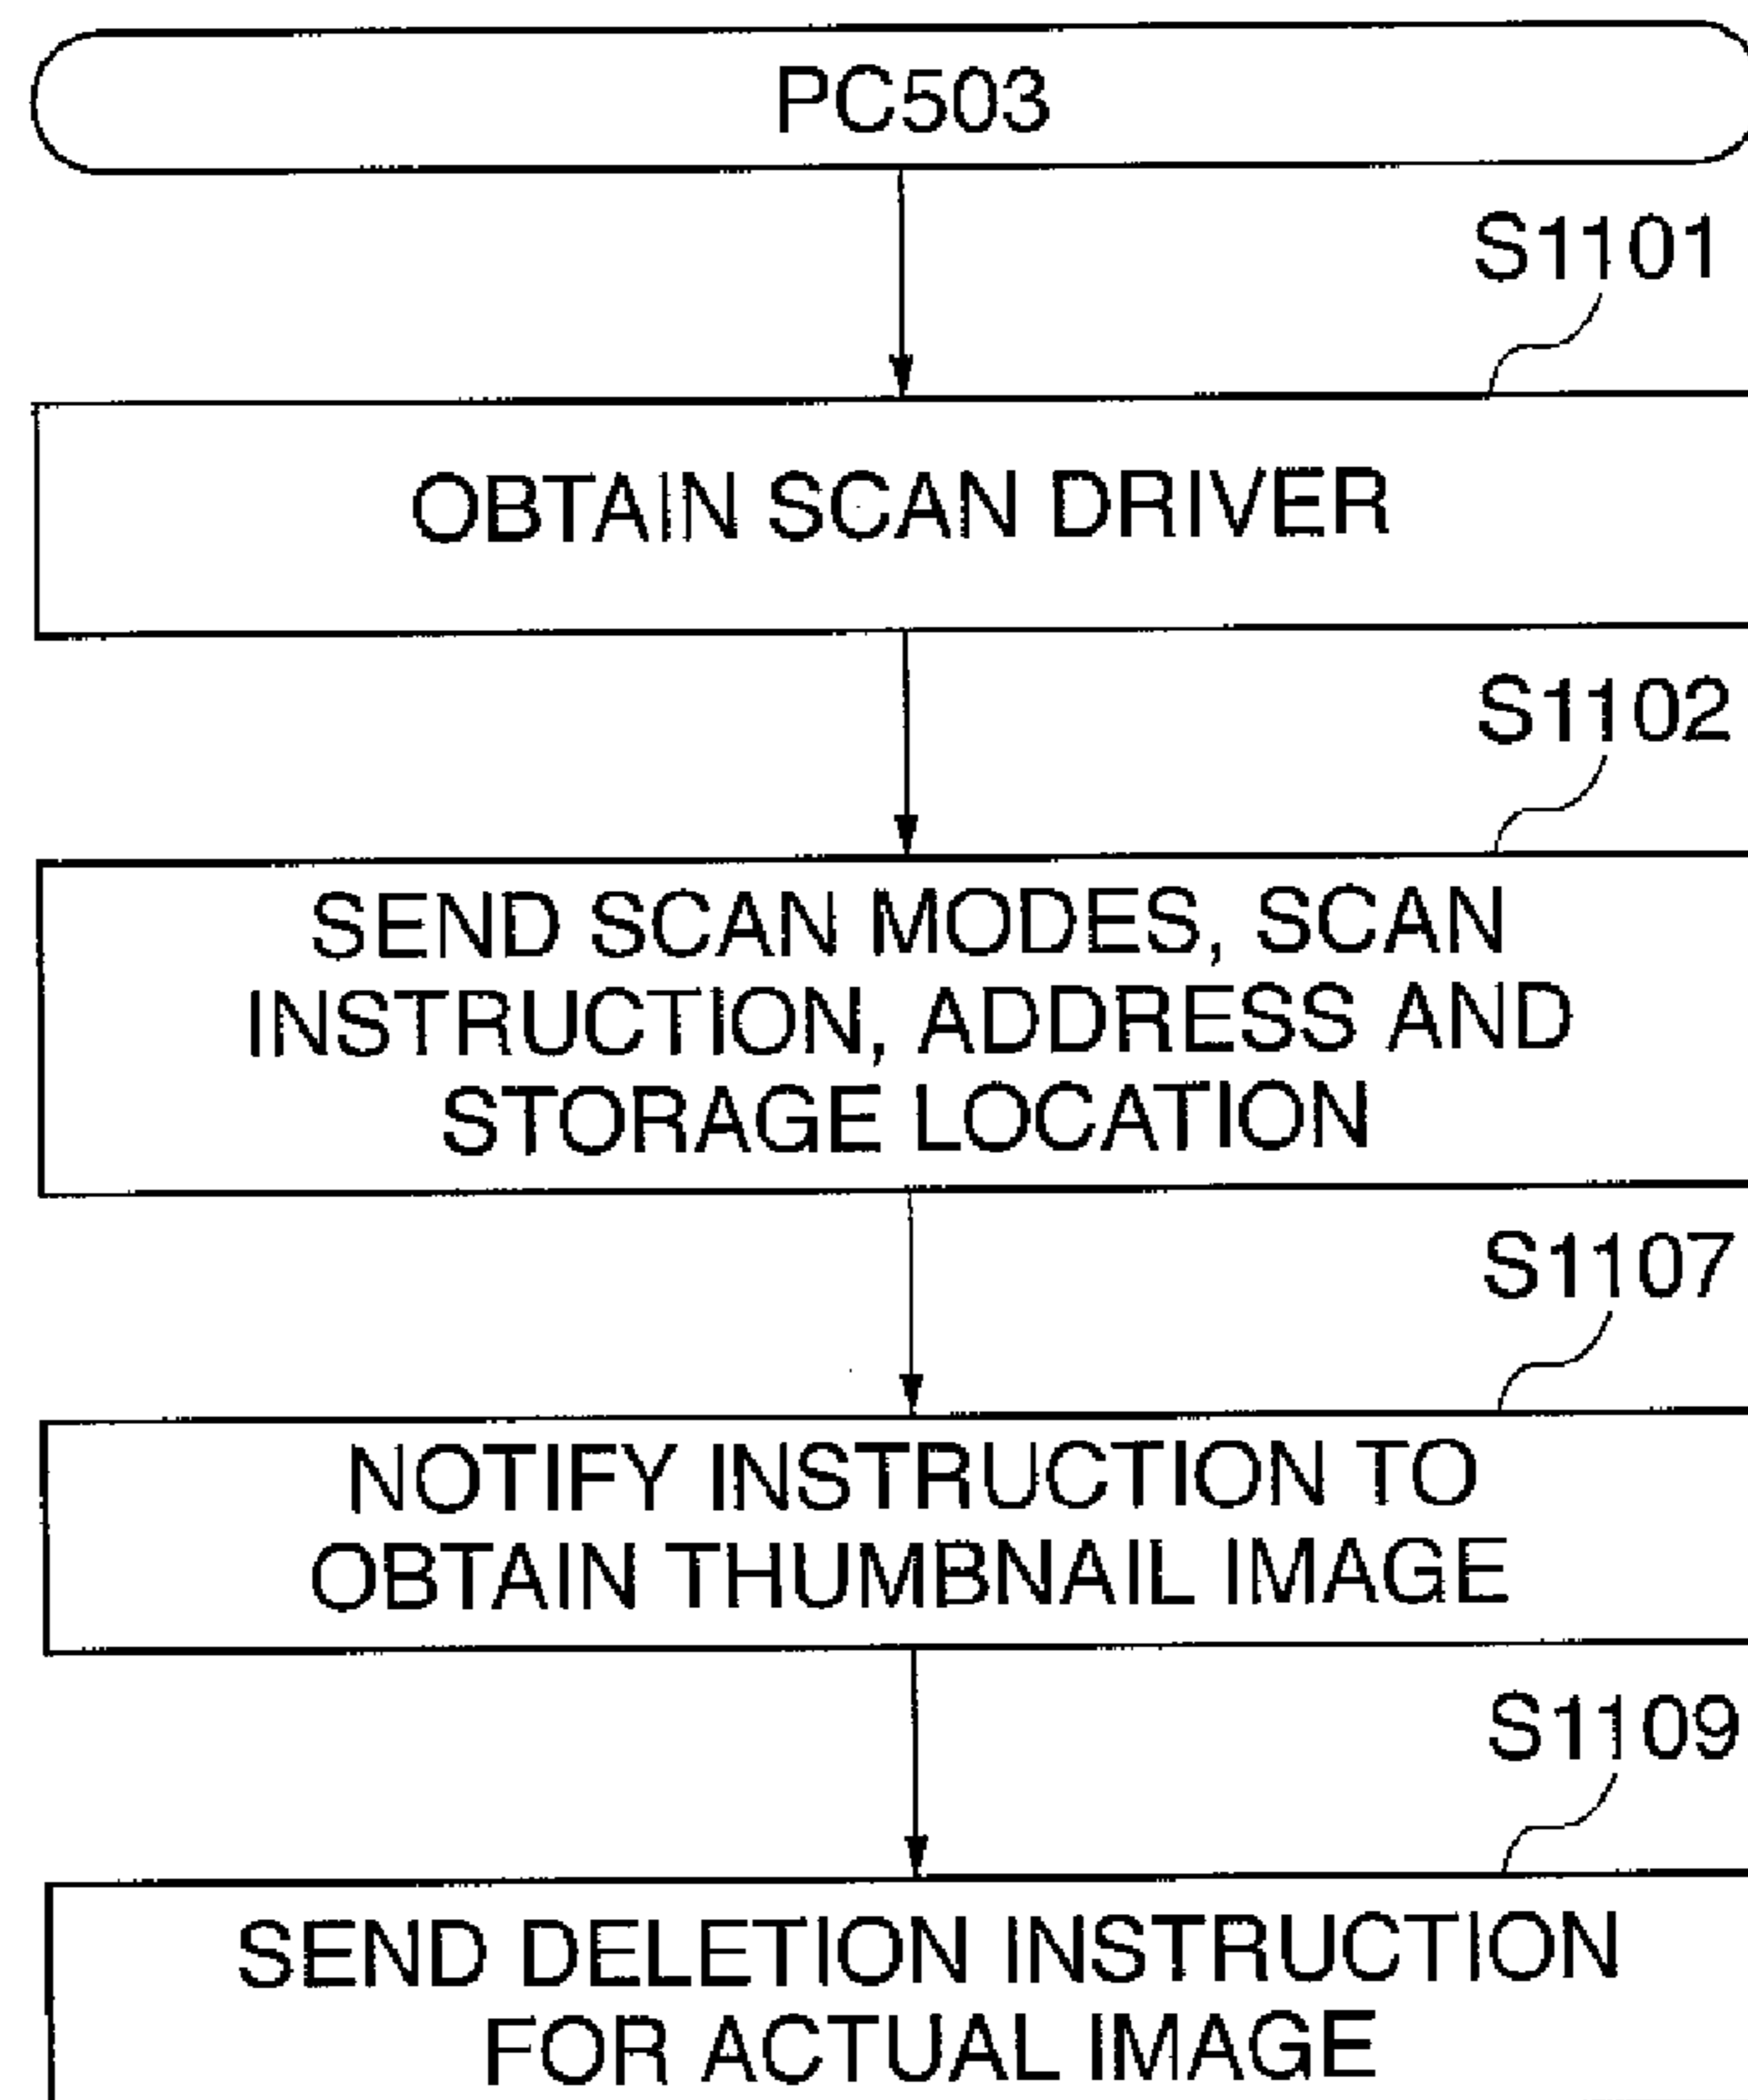 PC503
S1101
OBTAIN SCAN DRIVER
S1102
SEND SCAN MODES, SCAN
INSTRUCTION, ADDRESS AND
STORAGE LOCATION
S1107
NOTIFY INSTRUCTION TO
OBTAIN THUMBNAIL IMAGE
S1109
SEND DELETION INSTRUCTION
FOR ACTUAL IMAGE